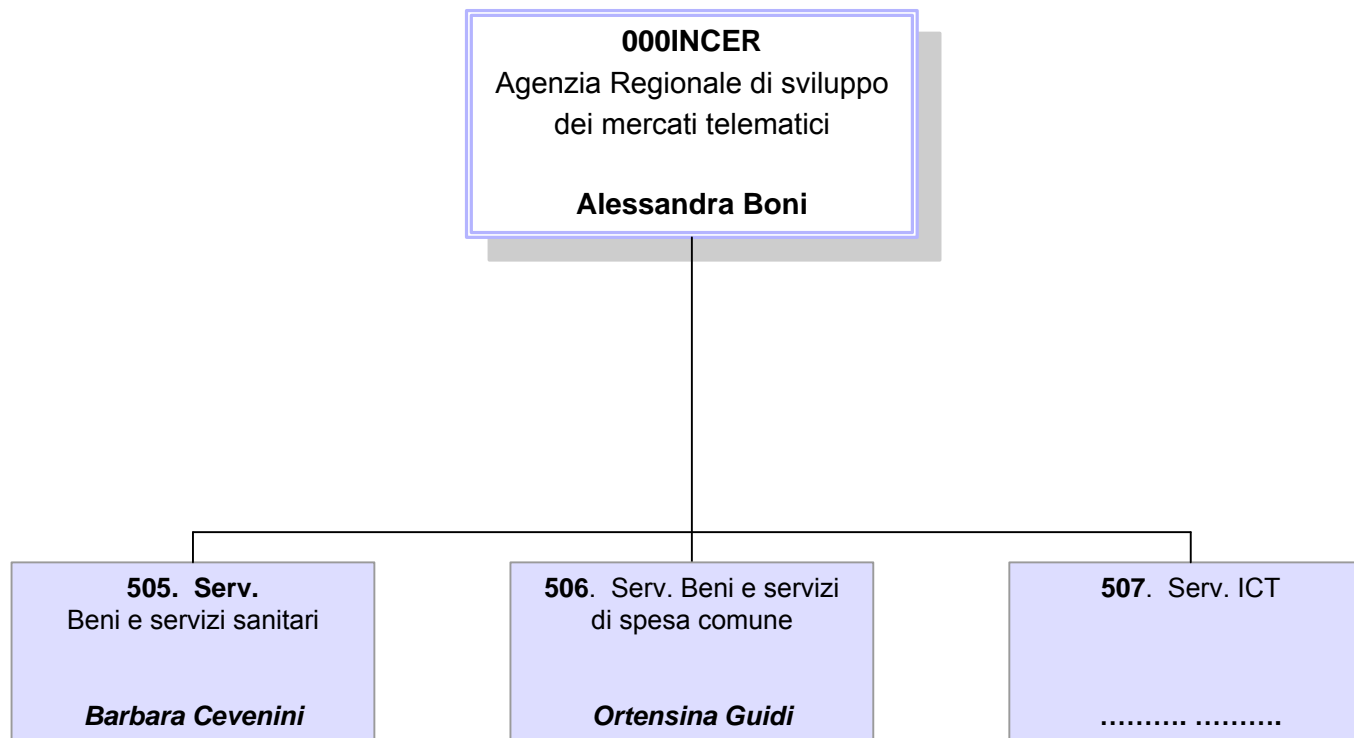 000INCER
Agenzia Regionale di sviluppo
dei mercati telematici
Alessandra Boni
505. Serv.
Beni e servizi sanitari
Barbara Cevenini
506. Serv. Beni e servizi
di spesa comune
Ortensina Guidi
507. Serv. ICT
………. ……….